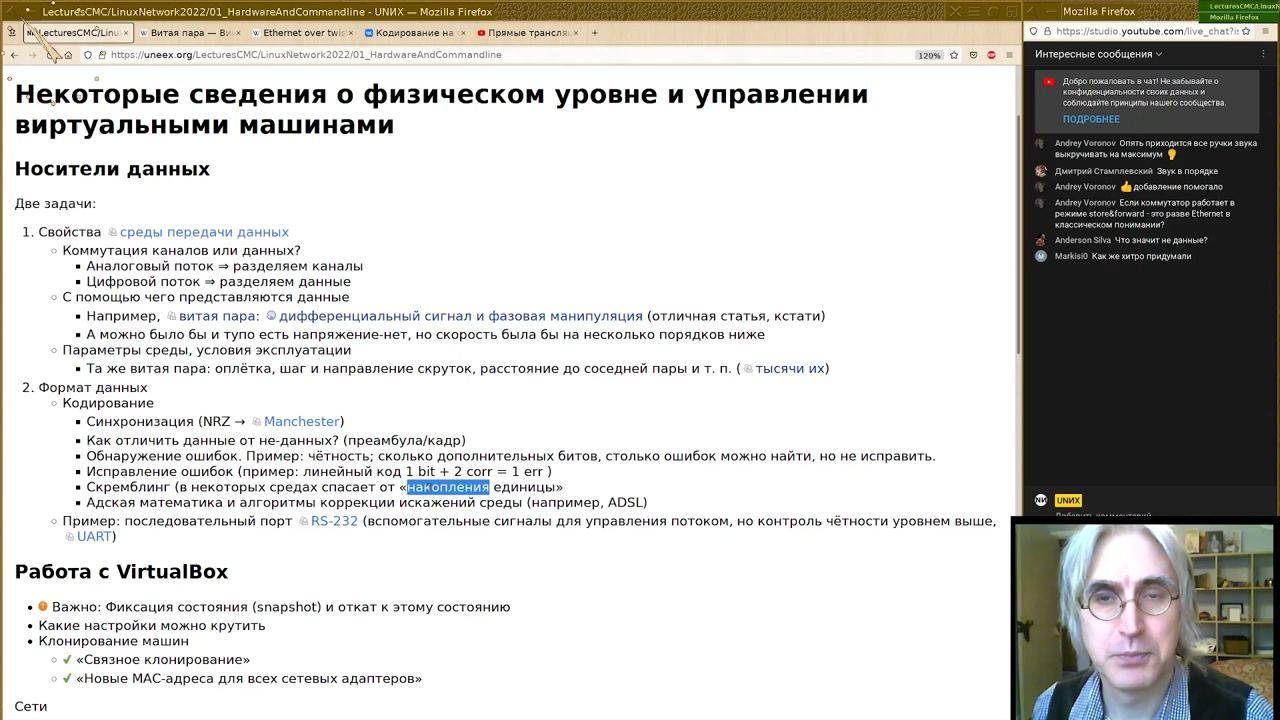 LecturesCMC/LinuxNetwork2022/01_HardwareAndCommandline - UNИX — Mozilla Firefox
LecturesCMC/Linux
Витая пара — Ви
Ethernet over twis
Кодирование на
Прямые трансляц
https://uneex.org/LecturesCMC/LinuxNetwork2022/01_HardwareAndCommandline
120%
Некоторые сведения о физическом уровне и управлении
виртуальными машинами
Носители данных
Две задачи:
1. Свойства среды передачи данных
Коммутация каналов или данных?
Аналоговый поток ⇒ разделяем каналы
Цифровой поток ⇒ разделяем данные
С помощью чего представляются данные
Например, витая пара: дифференциальный сигнал и фазовая манипуляция (отличная статья, кстати)
А можно было бы и тупо есть напряжение-нет, но скорость была бы на несколько порядков ниже
Параметры среды, условия эксплуатации
Та же витая пара: оплётка, шаг и направление скруток, расстояние до соседней пары и т. п. ( тысячи их)
2. Формат данных
Кодирование
Синхронизация (NRZ → Manchester)
Как отличить данные от не-данных? (преамбула/кадр)
Обнаружение ошибок. Пример: чётность; сколько дополнительных битов, столько ошибок можно найти, но не исправить.
Исправление ошибок (пример: линейный код 1 bit + 2 corr = 1 err )
Скремблинг (в некоторых средах спасает от «накопления единицы»
Адская математика и алгоритмы коррекции искажений среды (например, ADSL)
Пример: последовательный порт RS-232 (вспомогательные сигналы для управления потоком, но контроль чётности уровнем выше,
UART)
Работа с VirtualBox
Важно: Фиксация состояния (snapshot) и откат к этому состоянию
Какие настройки можно крутить
Клонирование машин
«Связное клонирование»
«Новые MAC-адреса для всех сетевых адаптеров»
Сети
Mozilla Firefox
LecturesCMC/LinuxN
Mozilla Firefox
https://studio.youtube.com/live_chat?is
Интересные сообщения
Добро пожаловать в чат! Не забывайте о
конфиденциальности своих данных и
соблюдайте принципы нашего сообщества.
ПОДРОБНЕЕ
Andrey Voronov Опять приходится все ручки звука
выкручивать на максимум
Дмитрий Стамплевский Звук в порядке
Andrey Voronov добавление помогало
Andrey Voronov Если коммутатор работает в
режиме store&forward - это разве Ethernet в
классическом понимании?
Anderson Silva Что значит не данные?
Markisi0 Как же хитро придумали
UNИX